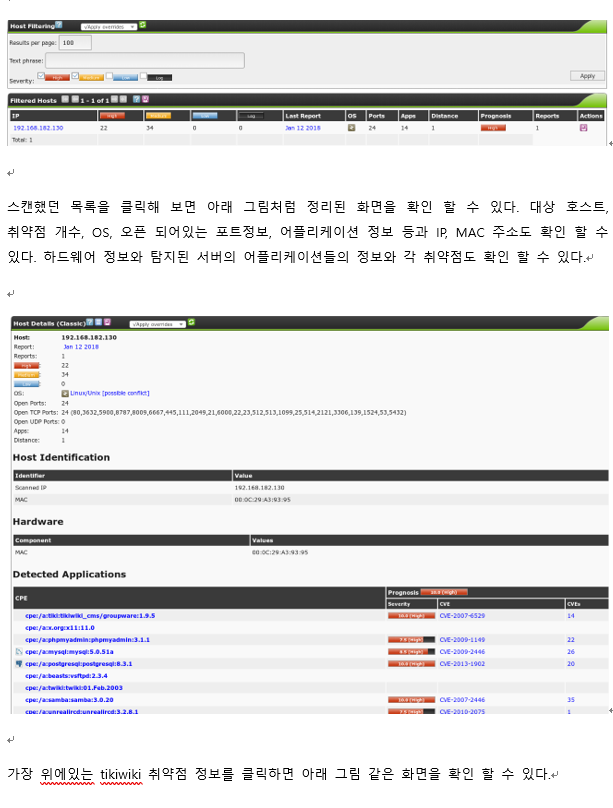 Host Filtering
√Apply overrides
Results per page: 100
Text phrase:
Severity: High Medium Low Log
Apply
Filtered Hosts 1 - 1 of 1
IP High Medium Low Log Last Report OS Ports Apps Distance Prognosis Reports Actions
192.168.182.130 22 34 0 0 Jan 12 2018 24 14 1 High 1
Total: 1
스캔했던 목록을 클릭해 보면 아래 그림처럼 정리된 화면을 확인 할 수 있다. 대상 호스트,
취약점 개수, OS, 오픈 되어있는 포트정보, 어플리케이션 정보 등과 IP, MAC 주소도 확인 할 수
있다. 하드웨어 정보와 탐지된 서버의 어플리케이션들의 정보와 각 취약점도 확인 할 수 있다.
Host Details (Classic) √Apply overrides
Host: 192.168.182.130
Report: Jan 12 2018
Reports: 1
High 22
Medium 34
Low 0
OS: Linux/Unix [possible conflict]
Open Ports: 24
Open TCP Ports: 24 (80,3632,5900,8787,8009,6667,445,111,2049,21,6000,22,23,512,513,1099,25,514,2121,3306,139,1524,53,5432)
Open UDP Ports: 0
Apps: 14
Distance: 1
Host Identification
Identifier Value
Scanned IP 192.168.182.130
MAC 00:0C:29:A3:93:95
Hardware
Component Values
MAC 00:0C:29:A3:93:95
Detected Applications
CPE Prognosis 10.0 (High)
Severity CVE CVEs
cpe:/a:tiki:tikiwiki_cms/groupware:1.9.5 10.0 (High) CVE-2007-6529 14
cpe:/a:x.org:x11:11.0
cpe:/a:phpmyadmin:phpmyadmin:3.1.1 7.5 (High) CVE-2009-1149 22
cpe:/a:mysql:mysql:5.0.51a CVE-2009-2446 26
cpe:/a:postgresql:postgresql:8.3.1 10.0 (High) CVE-2013-1902 20
cpe:/a:beasts:vsftpd:2.3.4
cpe:/a:twiki:twiki:01.Feb.2003
cpe:/a:samba:samba:3.0.20 10.0 (High) CVE-2007-2446 35
cpe:/a:unrealircd:unrealircd:3.2.8.1 7.5 (High) CVE-2010-2075 1
가장 위에있는 tikiwiki 취약점 정보를 클릭하면 아래 그림 같은 화면을 확인 할 수 있다.